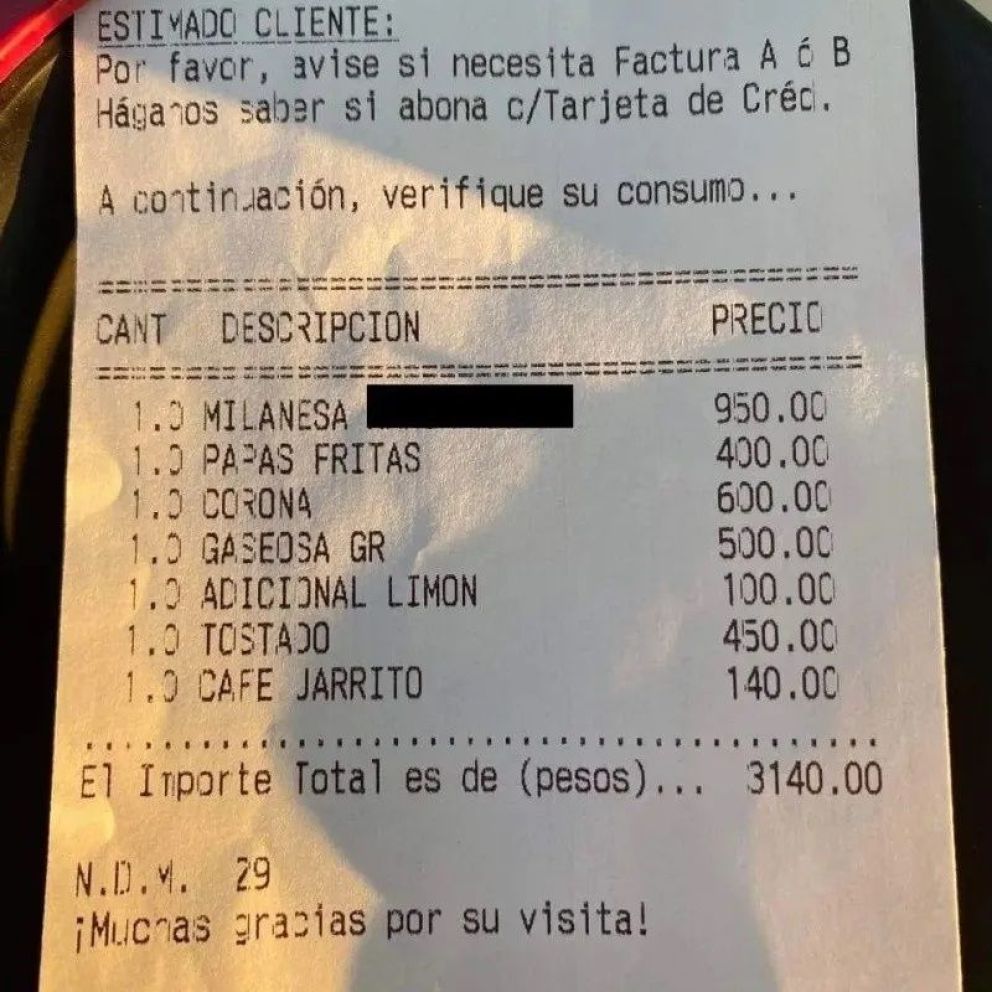 ESTIMADO CLIENTE:
Por favor, avise si necesita Factura A ó B
Háganos saber si abona c/Tarjeta de Créd.
A continuación, verifique su consumo...
CANT DESCRIPCION PRECIO
1.0 MILANESA 950.00
1.0 PAPAS FRITAS 400.00
1.0 CORONA 600.00
1.0 GASEOSA GR 500.00
1.0 ADICIONAL LIMON 100.00
1.0 TOSTADO 450.00
1.0 CAFE JARRITO 140.00
El Importe Total es de (pesos)... 3140.00
N.D.M. 29
¡Muchas gracias por su visita!